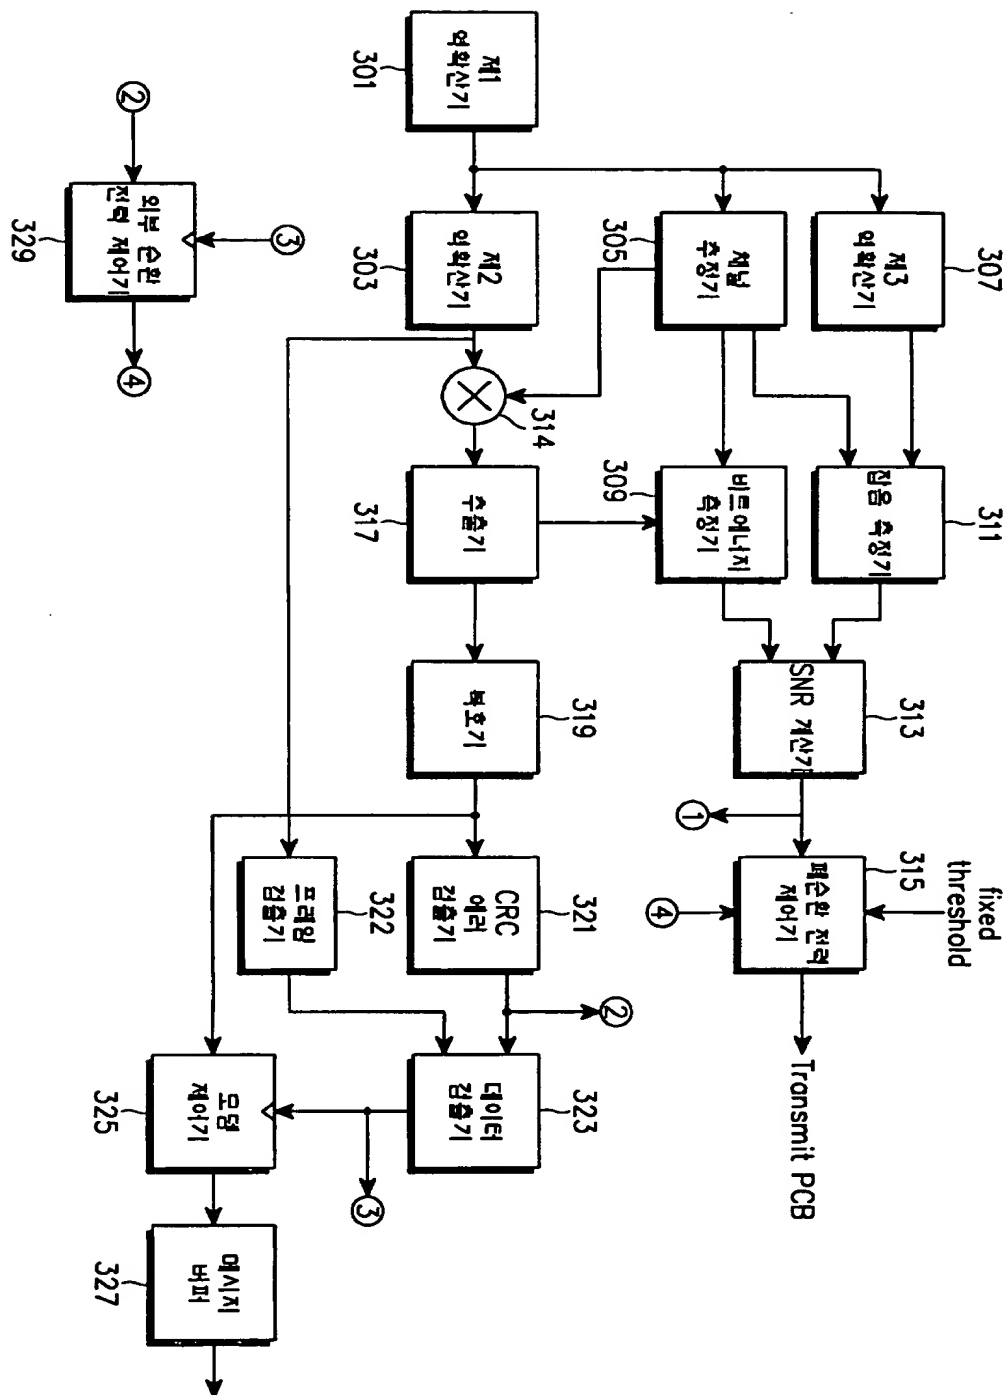 307
제3
역확산기
311
잡음 측정기
313
SNR 계산기
fixed
threshold
315
폐순환 전력
제어기
Transmit PCB
④
①
305
채널
추정기
309
비트에너지
측정기
301
제1
역확산기
303
제2
역확산기
314
317
추출기
319
복호기
②
321
CRC
에러
검출기
323
데이터
검출기
③
322
프레임
검출기
325
모뎀
제어기
327
메시지
버퍼
③
②
외부 순환
전력 제어기
④
329